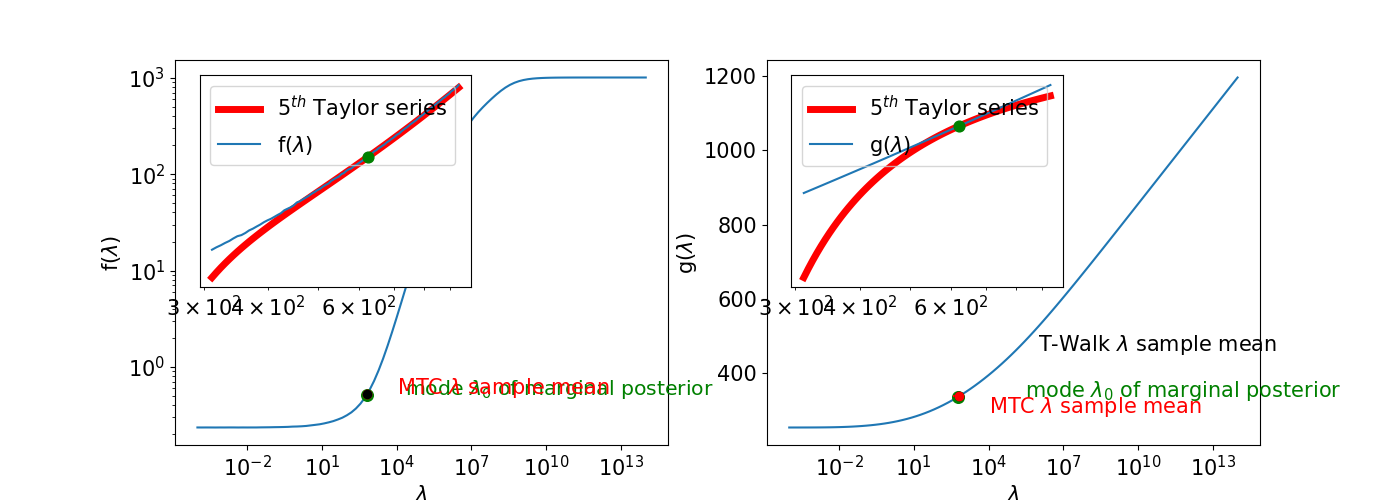 10³
10²
10¹
10⁰
f(λ)
5ᵗʰ Taylor series
f(λ)
3 × 10²
4 × 10²
6 × 10²
MTC λ sample mean
mode λ₀ of marginal posterior
10⁻²
10¹
10⁴
10⁷
10¹⁰
10¹³
λ
1200
1000
800
600
400
g(λ)
5ᵗʰ Taylor series
g(λ)
3 × 10²
4 × 10²
6 × 10²
T-Walk λ sample mean
mode λ₀ of marginal posterior
MTC λ sample mean
10⁻²
10¹
10⁴
10⁷
10¹⁰
10¹³
λ